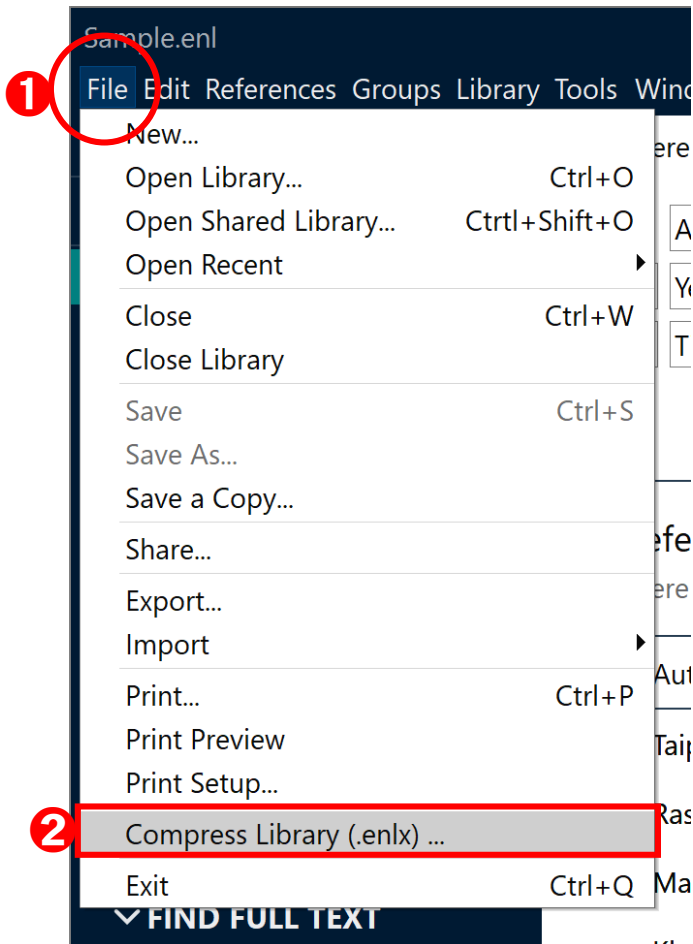 Sample.enl
❶
File Edit References Groups Library Tools
New...
Open Library... Ctrl+O
Open Shared Library... Ctrtl+Shift+O
Open Recent
Close Ctrl+W
Close Library
Save Ctrl+S
Save As...
Save a Copy...
Share...
Export...
Import
Print... Ctrl+P
Print Preview
Print Setup...
❷
Compress Library (.enlx) ...
Exit Ctrl+Q
FIND FULL TEXT